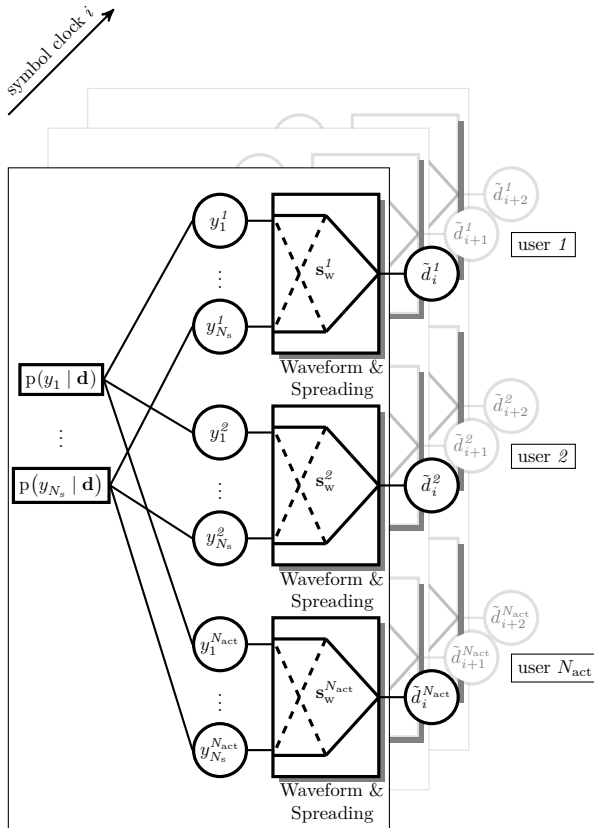 symbol clock i
y_1^1
⋮
y_{N_s}^1
s_w^1
d̃_i^1
d̃_{i+1}^1
d̃_{i+2}^1
user 1
Waveform &
Spreading
p(y_1 | d)
⋮
p(y_{N_s} | d)
y_1^2
⋮
y_{N_s}^2
s_w^2
d̃_i^2
d̃_{i+1}^2
d̃_{i+2}^2
user 2
Waveform &
Spreading
y_1^{N_act}
⋮
y_{N_s}^{N_act}
s_w^{N_act}
d̃_i^{N_act}
d̃_{i+1}^{N_act}
d̃_{i+2}^{N_act}
user N_act
Waveform &
Spreading